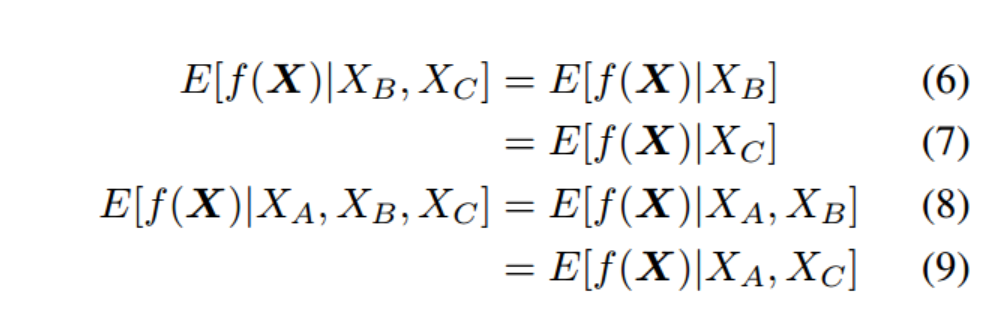 E[f(X)|X_B, X_C] = E[f(X)|X_B] (6)
= E[f(X)|X_C] (7)
E[f(X)|X_A, X_B, X_C] = E[f(X)|X_A, X_B] (8)
= E[f(X)|X_A, X_C] (9)